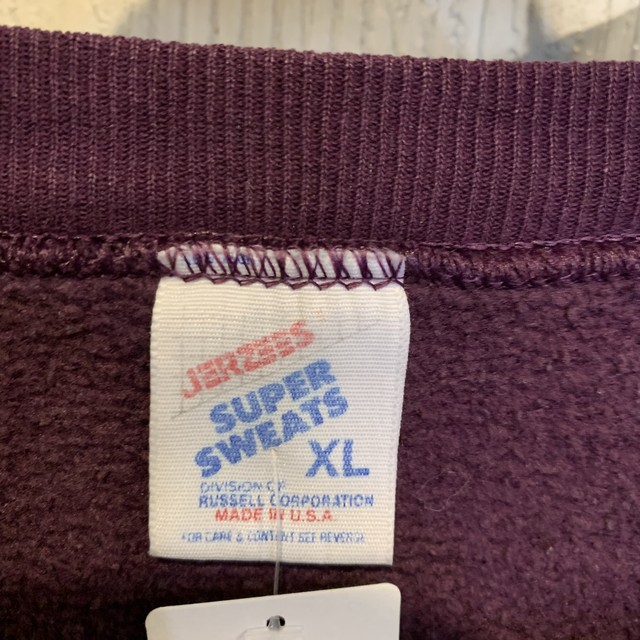 JERZEES
SUPER
SWEATS
XL
DIVISION OF
RUSSELL CORPORATION
MADE IN U.S.A.
FOR CARE & CONTENT SEE REVERSE